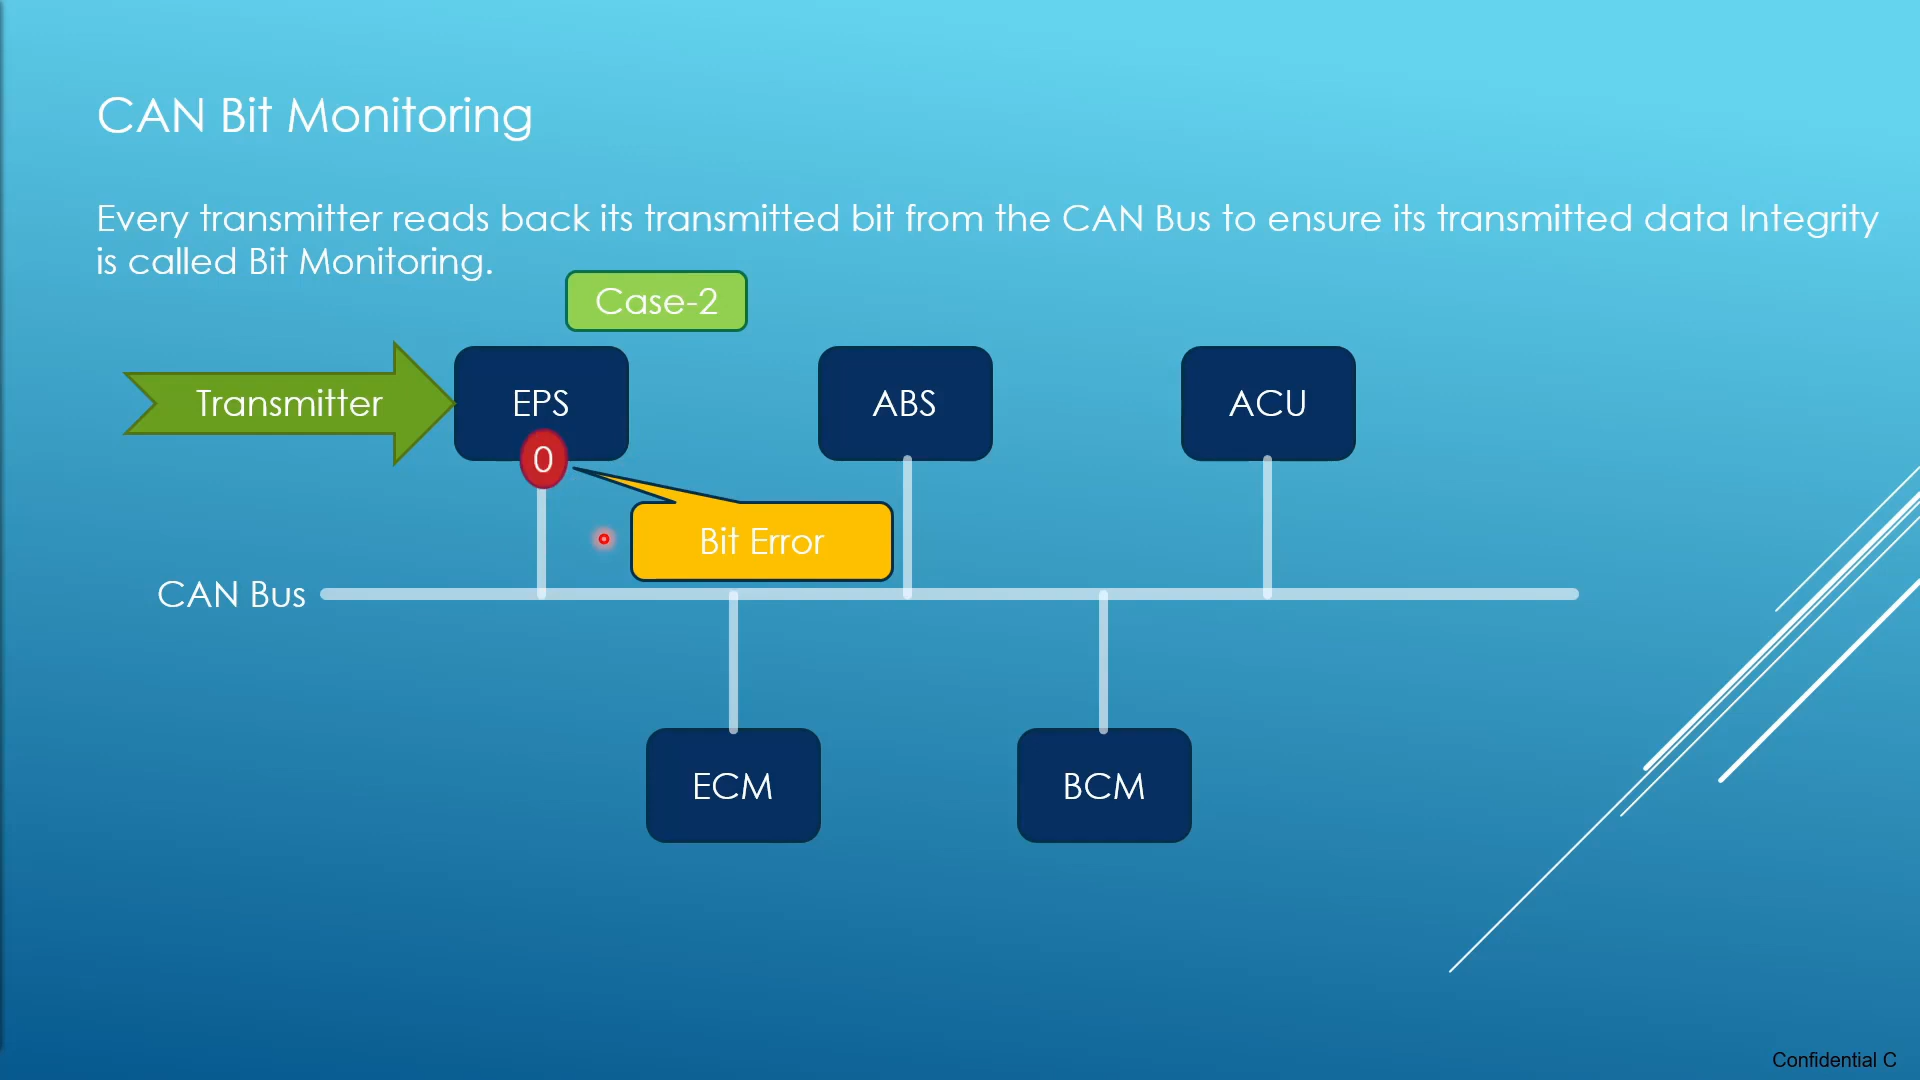 CAN Bit Monitoring
Every transmitter reads back its transmitted bit from the CAN Bus to ensure its transmitted data Integrity
is called Bit Monitoring.
Case-2
Transmitter
EPS
ABS
ACU
0
Bit Error
CAN Bus
ECM
BCM
Confidential C